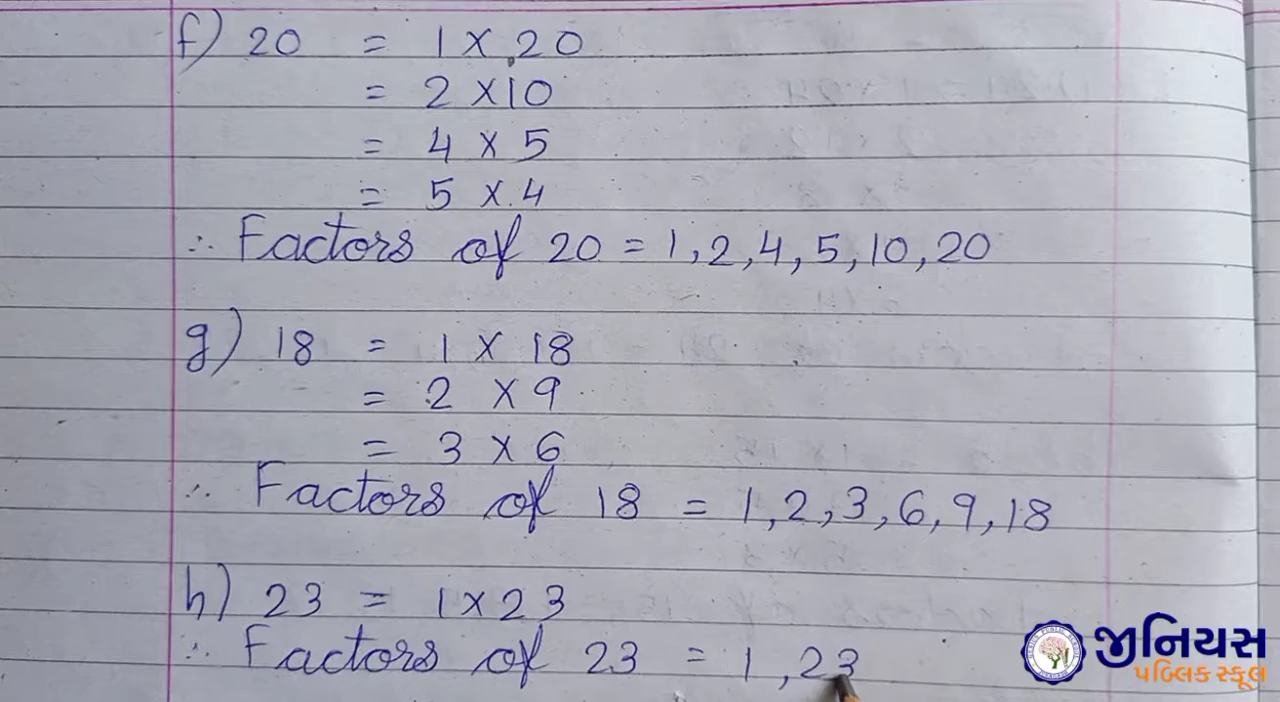 f) 20 = 1 × 20
= 2 × 10
= 4 × 5
= 5 × 4
∴ Factors of 20 = 1, 2, 4, 5, 10, 20
g) 18 = 1 × 18
= 2 × 9
= 3 × 6
∴ Factors of 18 = 1, 2, 3, 6, 9, 18
h) 23 = 1 × 23
∴ Factors of 23 = 1, 23
જીનિયસ
પબ્લિક સ્કૂલ